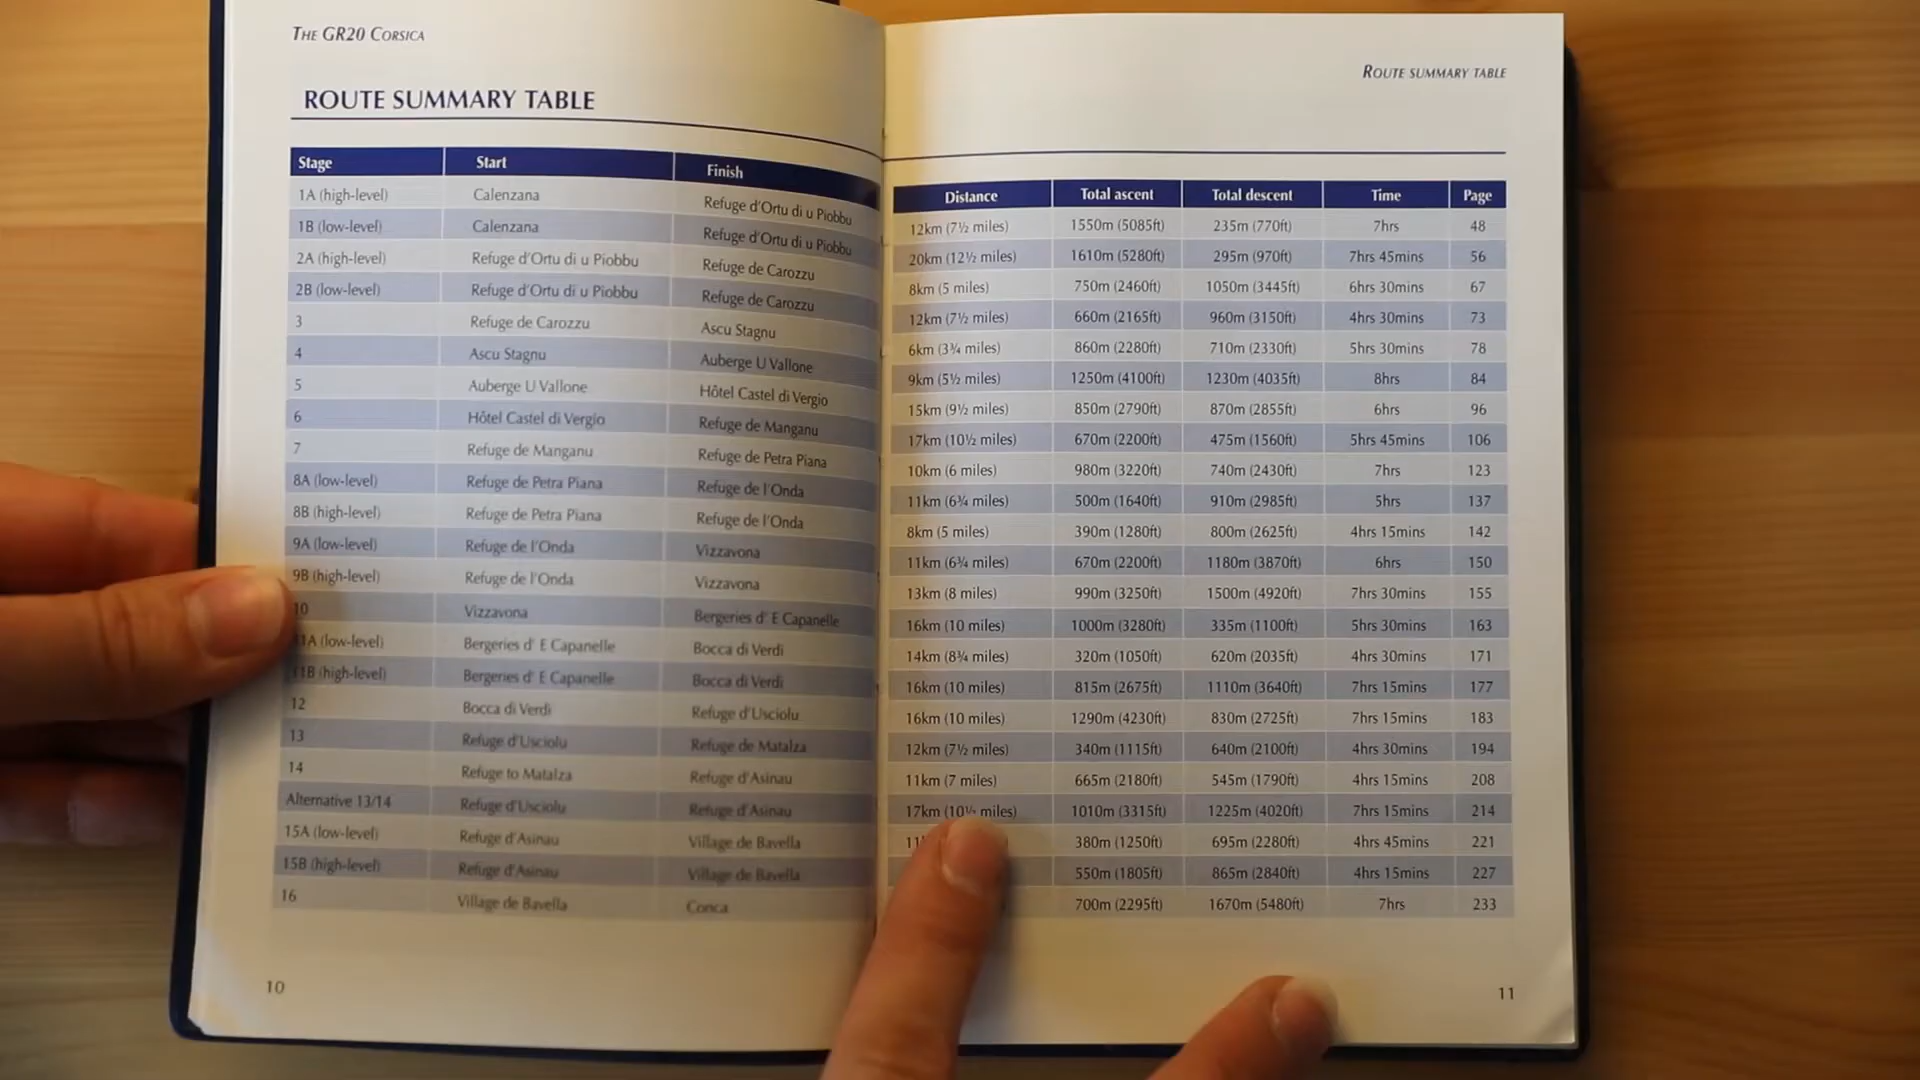 THE GR20 CORSICA
ROUTE SUMMARY TABLE
Stage Start Finish
1A (high-level) Calenzana Refuge d'Ortu di u Piobbu
1B (low-level) Calenzana Refuge d'Ortu di u Piobbu
2A (high-level) Refuge d'Ortu di u Piobbu Refuge de Carozzu
2B (low-level) Refuge d'Ortu di u Piobbu Refuge de Carozzu
3 Refuge de Carozzu Ascu Stagnu
4 Ascu Stagnu Auberge U Vallone
5 Auberge U Vallone Hôtel Castel di Vergio
6 Hôtel Castel di Vergio Refuge de Manganu
7 Refuge de Manganu Refuge de Petra Piana
8A (low-level) Refuge de Petra Piana Refuge de l'Onda
8B (high-level) Refuge de Petra Piana Refuge de l'Onda
9A (low-level) Refuge de l'Onda Vizzavona
9B (high-level) Refuge de l'Onda Vizzavona
10 Vizzavona Bergeries d' E Capanelle
11A (low-level) Bergeries d' E Capanelle Bocca di Verdi
11B (high-level) Bergeries d' E Capanelle Bocca di Verdi
12 Bocca di Verdi Refuge d'Usciolu
13 Refuge d'Usciolu Refuge de Matalza
14 Refuge to Matalza Refuge d'Asinau
Alternative 13/14 Refuge d'Usciolu Refuge d'Asinau
15A (low-level) Refuge d'Asinau Village de Bavella
15B (high-level) Refuge d'Asinau Village de Bavella
16 Village de Bavella Conca
10
ROUTE SUMMARY TABLE
Distance Total ascent Total descent Time Page
12km (7½ miles) 1550m (5085ft) 235m (770ft) 7hrs 48
20km (12½ miles) 1610m (5280ft) 295m (970ft) 7hrs 45mins 56
8km (5 miles) 750m (2460ft) 1050m (3445ft) 6hrs 30mins 67
12km (7½ miles) 660m (2165ft) 960m (3150ft) 4hrs 30mins 73
6km (3¾ miles) 860m (2280ft) 710m (2330ft) 5hrs 30mins 78
9km (5½ miles) 1250m (4100ft) 1230m (4035ft) 8hrs 84
15km (9½ miles) 850m (2790ft) 870m (2855ft) 6hrs 96
17km (10½ miles) 670m (2200ft) 475m (1560ft) 5hrs 45mins 106
10km (6 miles) 980m (3220ft) 740m (2430ft) 7hrs 123
11km (6¾ miles) 500m (1640ft) 910m (2985ft) 5hrs 137
8km (5 miles) 390m (1280ft) 800m (2625ft) 4hrs 15mins 142
11km (6¾ miles) 670m (2200ft) 1180m (3870ft) 6hrs 150
13km (8 miles) 990m (3250ft) 1500m (4920ft) 7hrs 30mins 155
16km (10 miles) 1000m (3280ft) 335m (1100ft) 5hrs 30mins 163
14km (8¾ miles) 320m (1050ft) 620m (2035ft) 4hrs 30mins 171
16km (10 miles) 815m (2675ft) 1110m (3640ft) 7hrs 15mins 177
16km (10 miles) 1290m (4230ft) 830m (2725ft) 7hrs 15mins 183
12km (7½ miles) 340m (1115ft) 640m (2100ft) 4hrs 30mins 194
11km (7 miles) 665m (2180ft) 545m (1790ft) 4hrs 15mins 208
17km (10½ miles) 1010m (3315ft) 1225m (4020ft) 7hrs 15mins 214
380m (1250ft) 695m (2280ft) 4hrs 45mins 221
550m (1805ft) 865m (2840ft) 4hrs 15mins 227
700m (2295ft) 1670m (5480ft) 7hrs 233
11